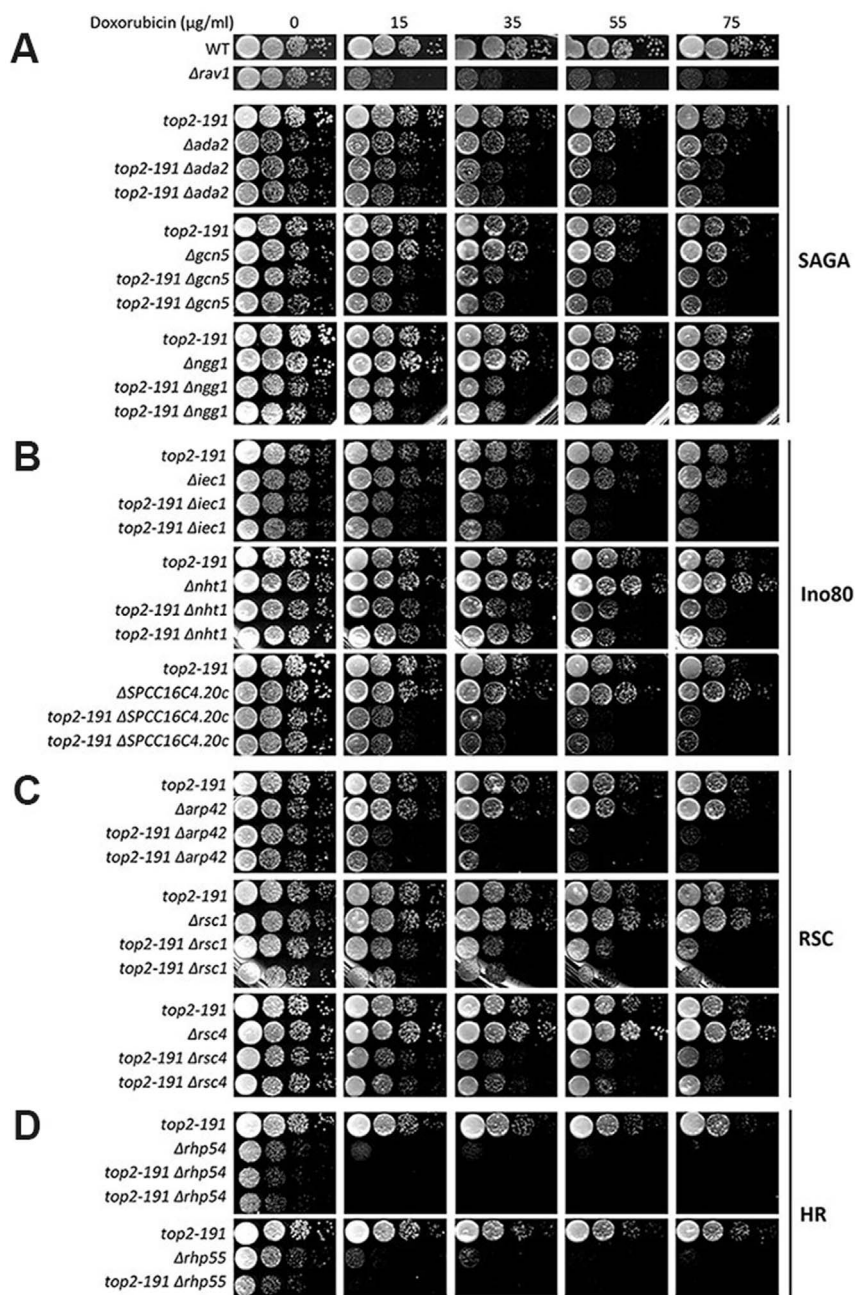 Doxorubicin (µg/ml) 0 15 35 55 75
A
WT
Δrav1
top2-191
Δada2
top2-191 Δada2
top2-191 Δada2
top2-191
Δgcn5
SAGA
top2-191 Δgcn5
top2-191 Δgcn5
top2-191
Δngg1
top2-191 Δngg1
top2-191 Δngg1
B
top2-191
Δiec1
top2-191 Δiec1
top2-191 Δiec1
top2-191
Δnht1
Ino80
top2-191 Δnht1
top2-191 Δnht1
top2-191
ΔSPCC16C4.20c
top2-191 ΔSPCC16C4.20c
top2-191 ΔSPCC16C4.20c
C
top2-191
Δarp42
top2-191 Δarp42
top2-191 Δarp42
top2-191
Δrsc1
RSC
top2-191 Δrsc1
top2-191 Δrsc1
top2-191
Δrsc4
top2-191 Δrsc4
top2-191 Δrsc4
D
top2-191
Δrhp54
top2-191 Δrhp54
top2-191 Δrhp54
HR
top2-191
Δrhp55
top2-191 Δrhp55